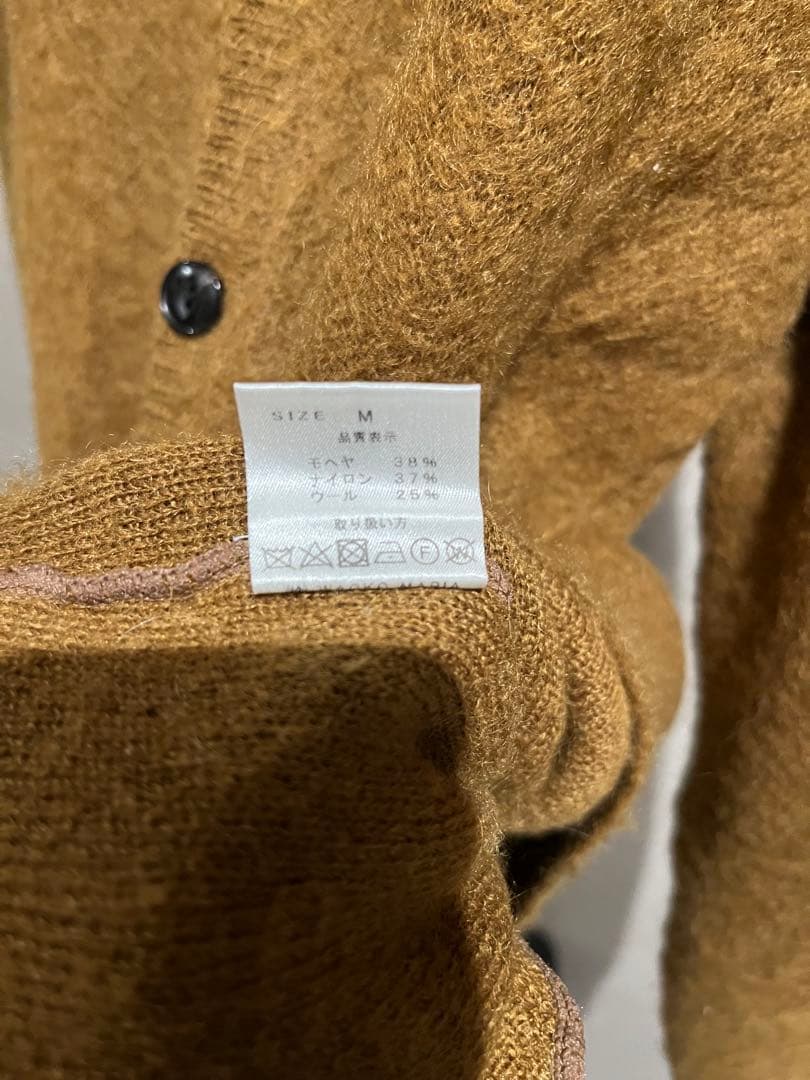 SIZE M
品質表示
モヘヤ 38%
ナイロン 37%
ウール 25%
取り扱い方
F W